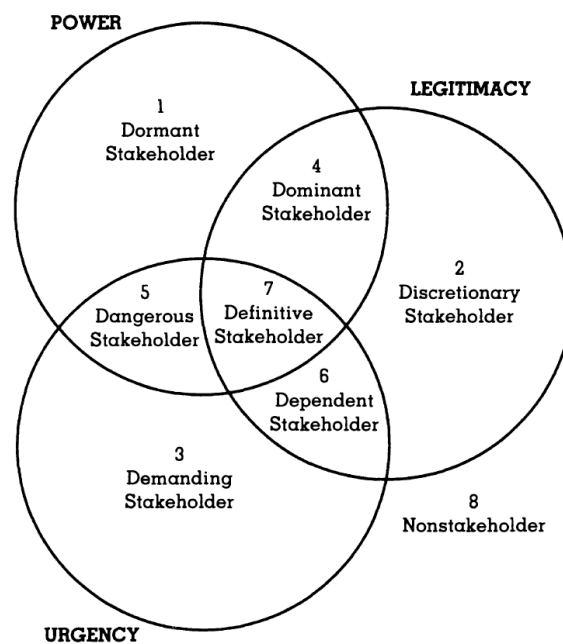 POWER
LEGITIMACY
1
Dormant
Stakeholder
4
Dominant
Stakeholder
2
Discretionary
Stakeholder
5
Dangerous
Stakeholder
7
Definitive
Stakeholder
6
Dependent
Stakeholder
3
Demanding
Stakeholder
8
Nonstakeholder
URGENCY